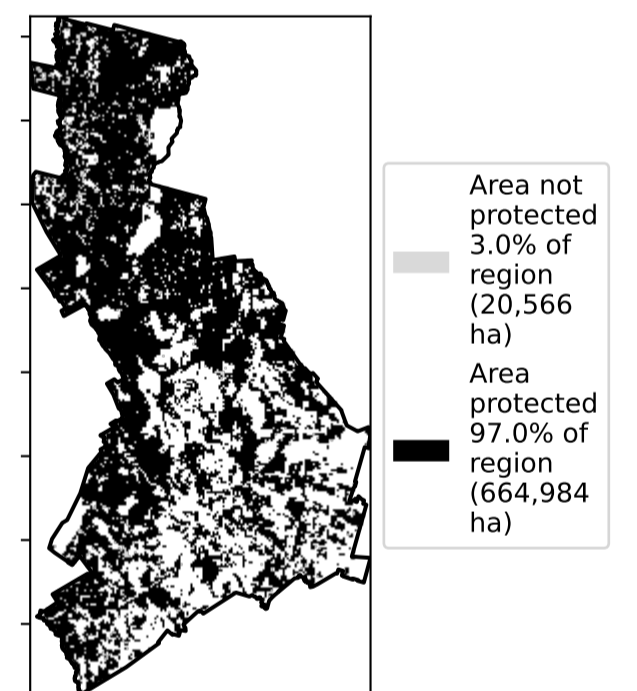 Area not
protected
3.0% of
region
(20,566
ha)
Area
protected
97.0% of
region
(664,984
ha)